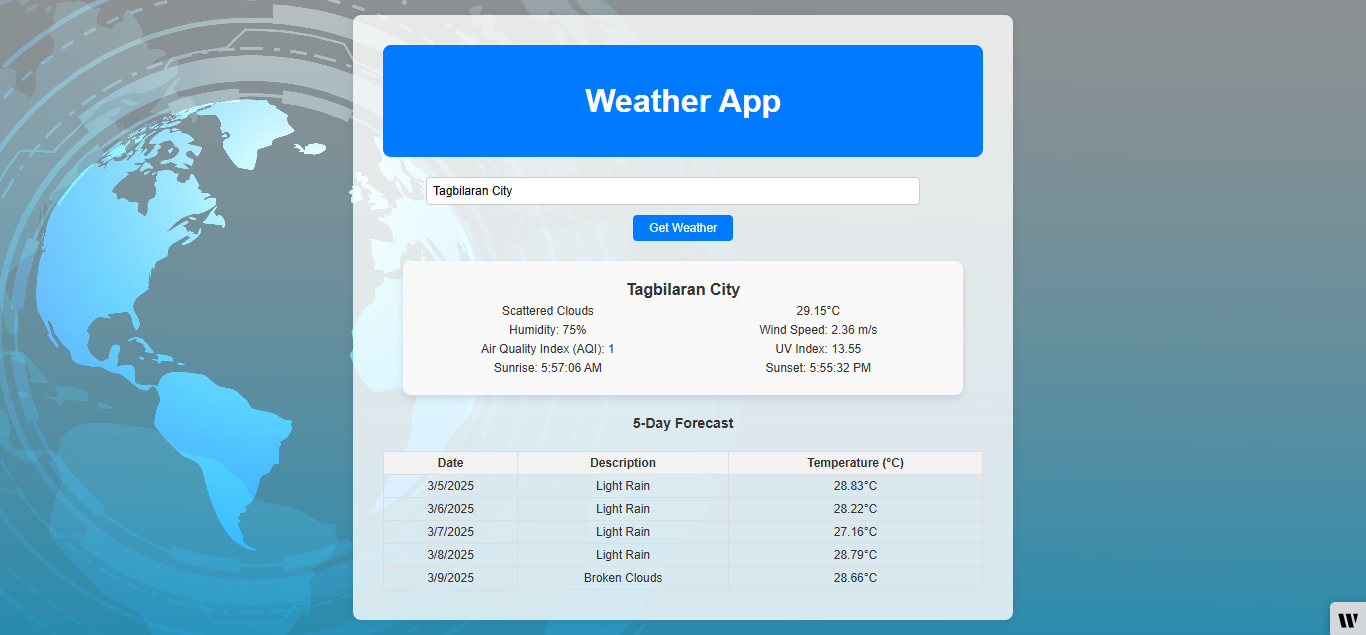 Weather App
Tagbilaran City
Get Weather
Tagbilaran City
Scattered Clouds 29.15°C
Humidity: 75% Wind Speed: 2.36 m/s
Air Quality Index (AQI): 1 UV Index: 13.55
Sunrise: 5:57:06 AM Sunset: 5:55:32 PM
5-Day Forecast
Date Description Temperature (°C)
3/5/2025 Light Rain 28.83°C
3/6/2025 Light Rain 28.22°C
3/7/2025 Light Rain 27.16°C
3/8/2025 Light Rain 28.79°C
3/9/2025 Broken Clouds 28.66°C
W